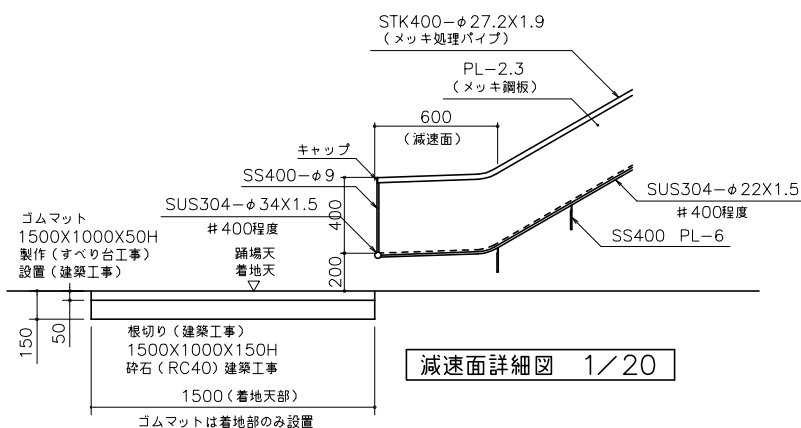 STK400-φ27.2X1.9
（メッキ処理パイプ）
PL-2.3
（メッキ鋼板）
600
（減速面）
キャップ
SS400-φ9
SUS304-φ34X1.5
♯400程度
400
200
SUS304-φ22X1.5
♯400程度
SS400 PL-6
ゴムマット
1500X1000X50H
製作（すべり台工事）
設置（建築工事）
踊場天
着地天
150
50
根切り（建築工事）
1500X1000X150H
砕石（RC40）建築工事
1500（着地天部）
ゴムマットは着地部のみ設置
減速面詳細図 1/20